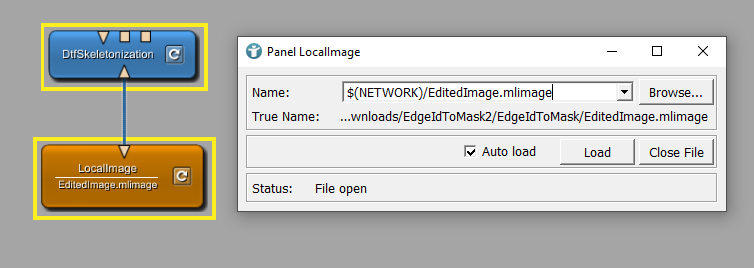 DtfSkeletonization
LocalImage
EditedImage.mlimage
Panel LocalImage
Name: $(NETWORK)/EditedImage.mlimage Browse...
True Name: ...wnloads/EdgeIdToMask2/EdgeIdToMask/EditedImage.mlimage
Auto load Load Close File
Status: File open